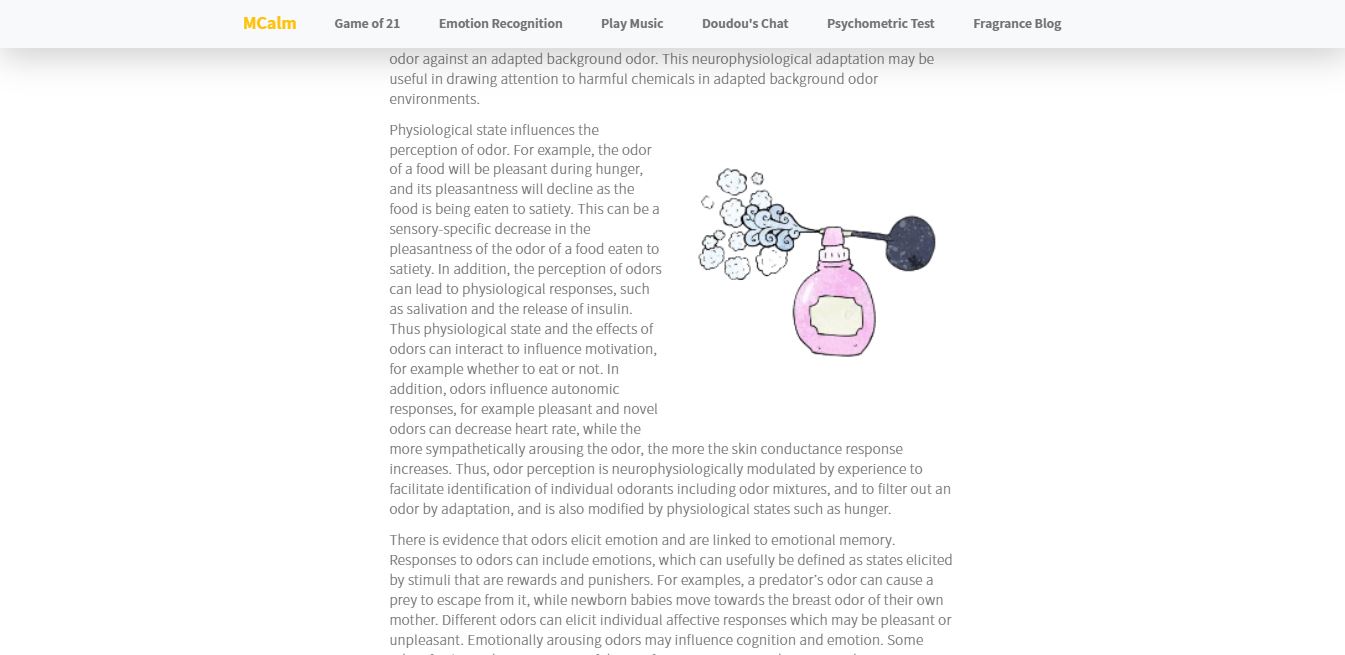 MCalm Game of 21 Emotion Recognition Play Music Doudou's Chat Psychometric Test Fragrance Blog
odor against an adapted background odor. This neurophysiological adaptation may be
useful in drawing attention to harmful chemicals in adapted background odor
environments.
Physiological state influences the
perception of odor. For example, the odor
of a food will be pleasant during hunger,
and its pleasantness will decline as the
food is being eaten to satiety. This can be a
sensory-specific decrease in the
pleasantness of the odor of a food eaten to
satiety. In addition, the perception of odors
can lead to physiological responses, such
as salivation and the release of insulin.
Thus physiological state and the effects of
odors can interact to influence motivation,
for example whether to eat or not. In
addition, odors influence autonomic
responses, for example pleasant and novel
odors can decrease heart rate, while the
more sympathetically arousing the odor, the more the skin conductance response
increases. Thus, odor perception is neurophysiologically modulated by experience to
facilitate identification of individual odorants including odor mixtures, and to filter out an
odor by adaptation, and is also modified by physiological states such as hunger.
There is evidence that odors elicit emotion and are linked to emotional memory.
Responses to odors can include emotions, which can usefully be defined as states elicited
by stimuli that are rewards and punishers. For examples, a predator's odor can cause a
prey to escape from it, while newborn babies move towards the breast odor of their own
mother. Different odors can elicit individual affective responses which may be pleasant or
unpleasant. Emotionally arousing odors may influence cognition and emotion. Some